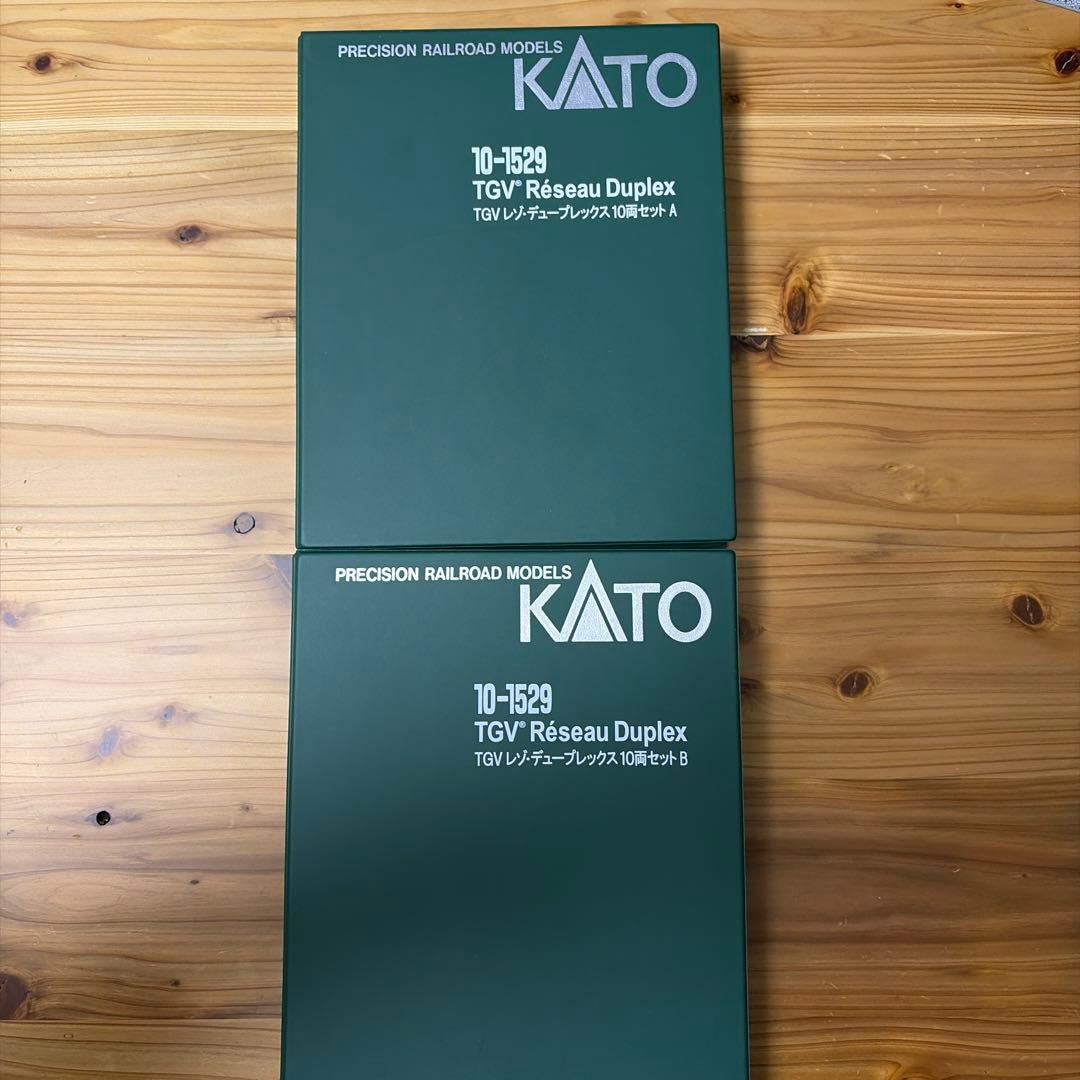 PRECISION RAILROAD MODELS
KATO
10-1529
TGV® Réseau Duplex
TGV レゾ・デュープレックス 10両セット A
PRECISION RAILROAD MODELS
KATO
10-1529
TGV® Réseau Duplex
TGV レゾ・デュープレックス 10両セット B